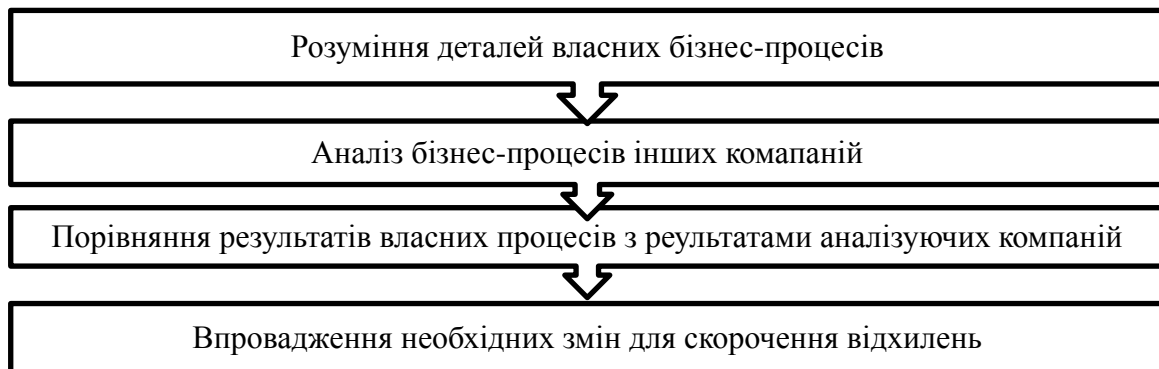 Розуміння деталей власних бізнес-процесів
Аналіз бізнес-процесів інших комапаній
Порівняння результатів власних процесів з реультатами аналізуючих компаній
Впровадження необхідних змін для скорочення відхилень